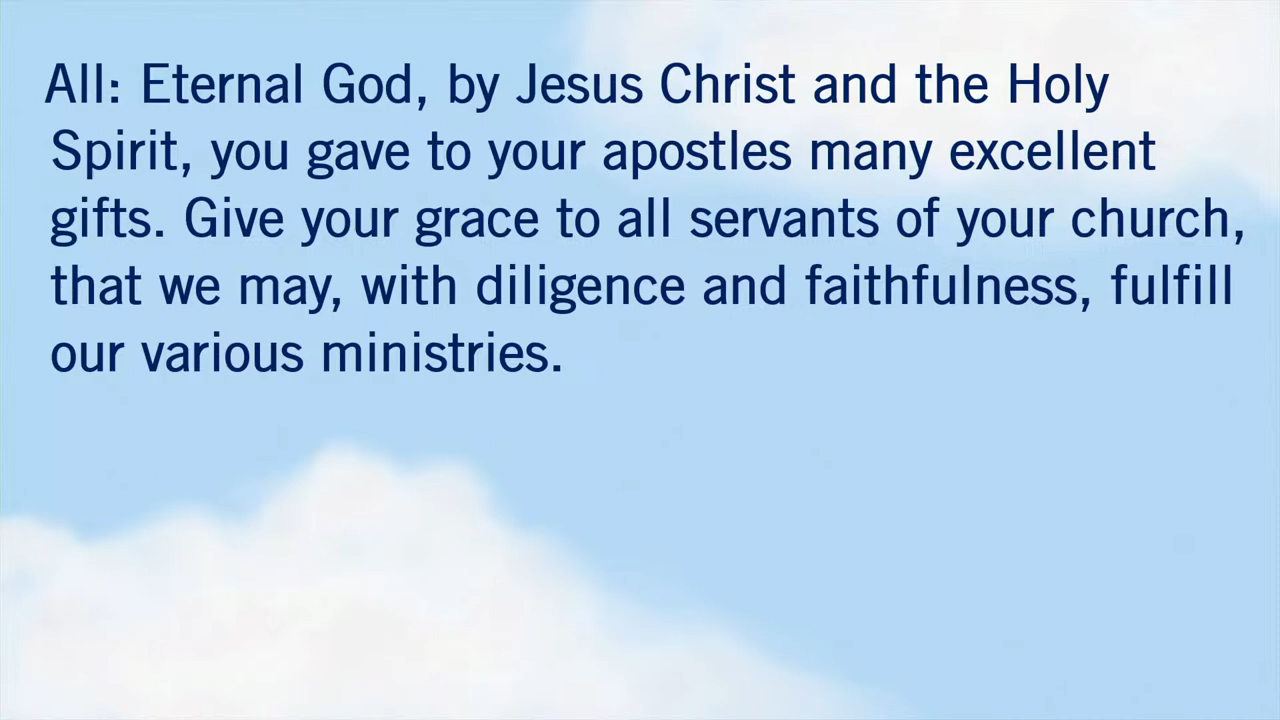 All: Eternal God, by Jesus Christ and the Holy
Spirit, you gave to your apostles many excellent
gifts. Give your grace to all servants of your church,
that we may, with diligence and faithfulness, fulfill
our various ministries.